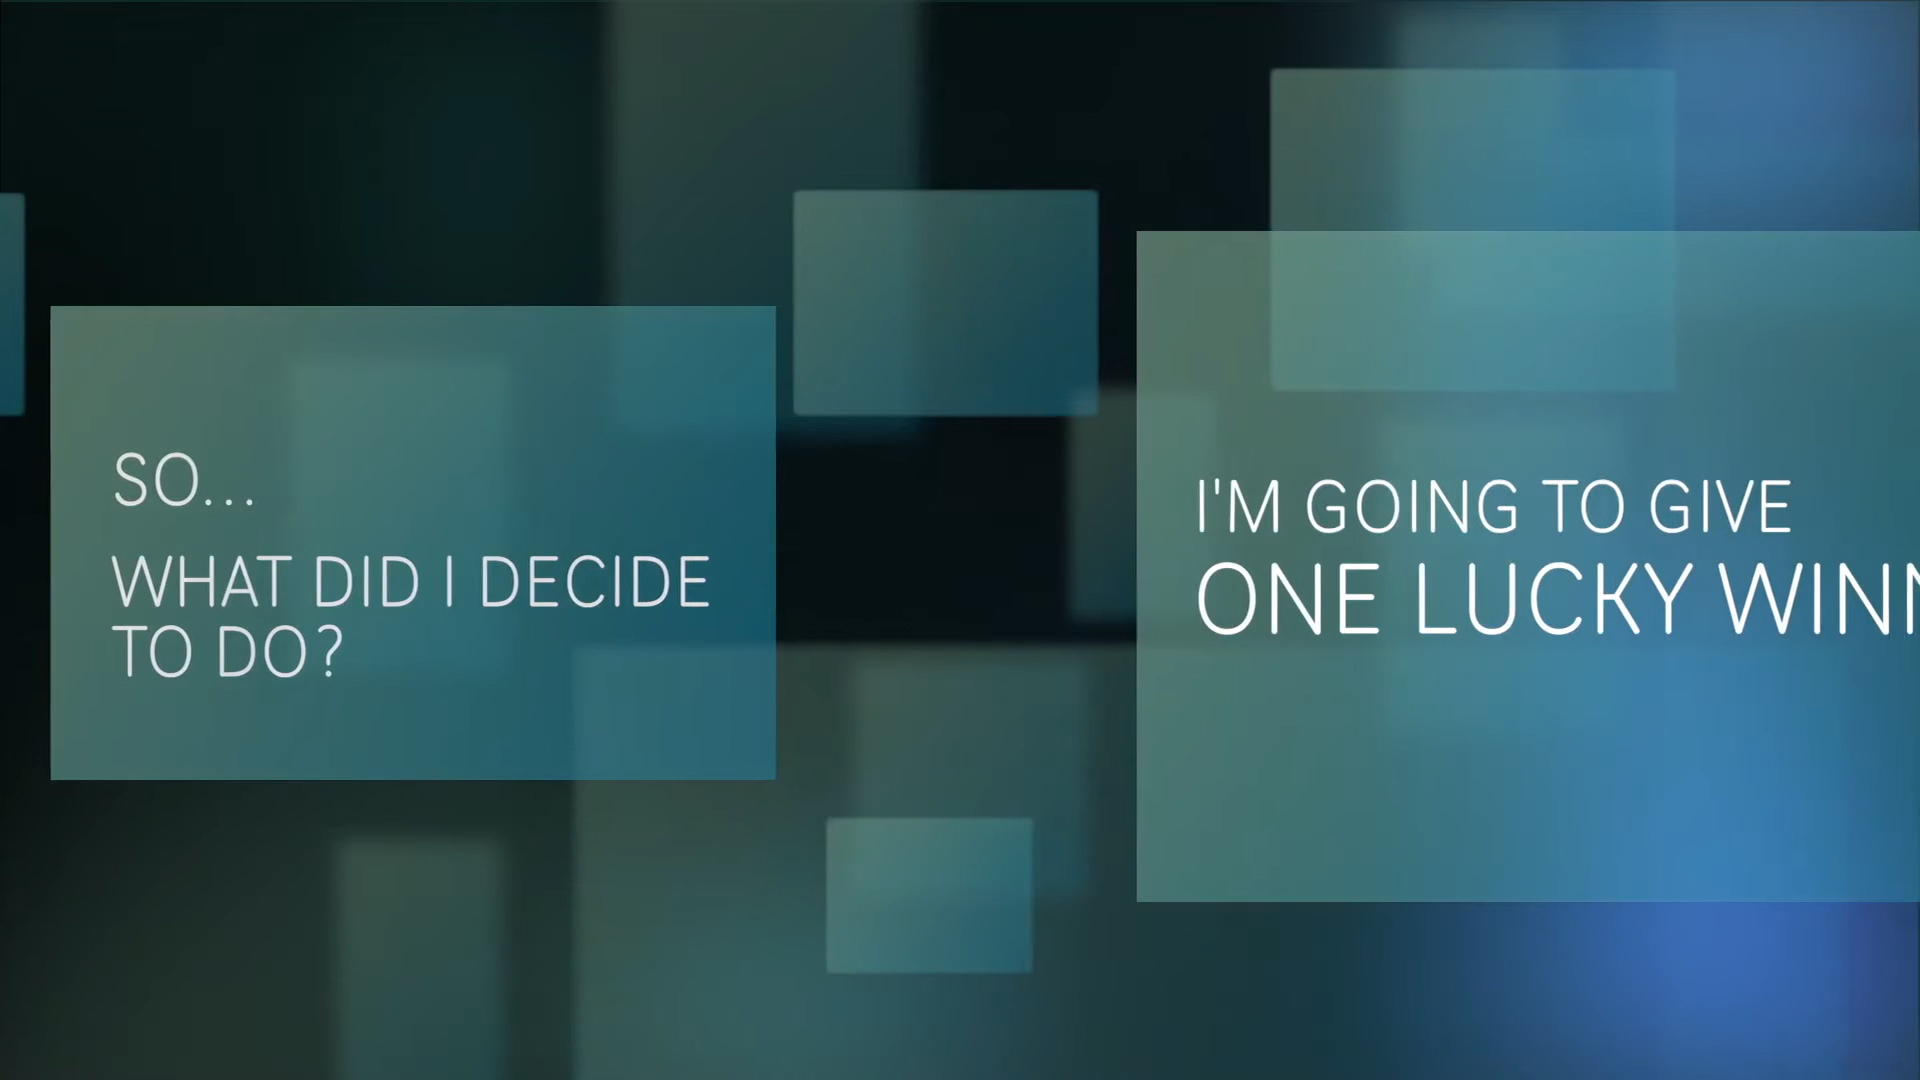 SO...
WHAT DID I DECIDE
TO DO?
I'M GOING TO GIVE
ONE LUCKY